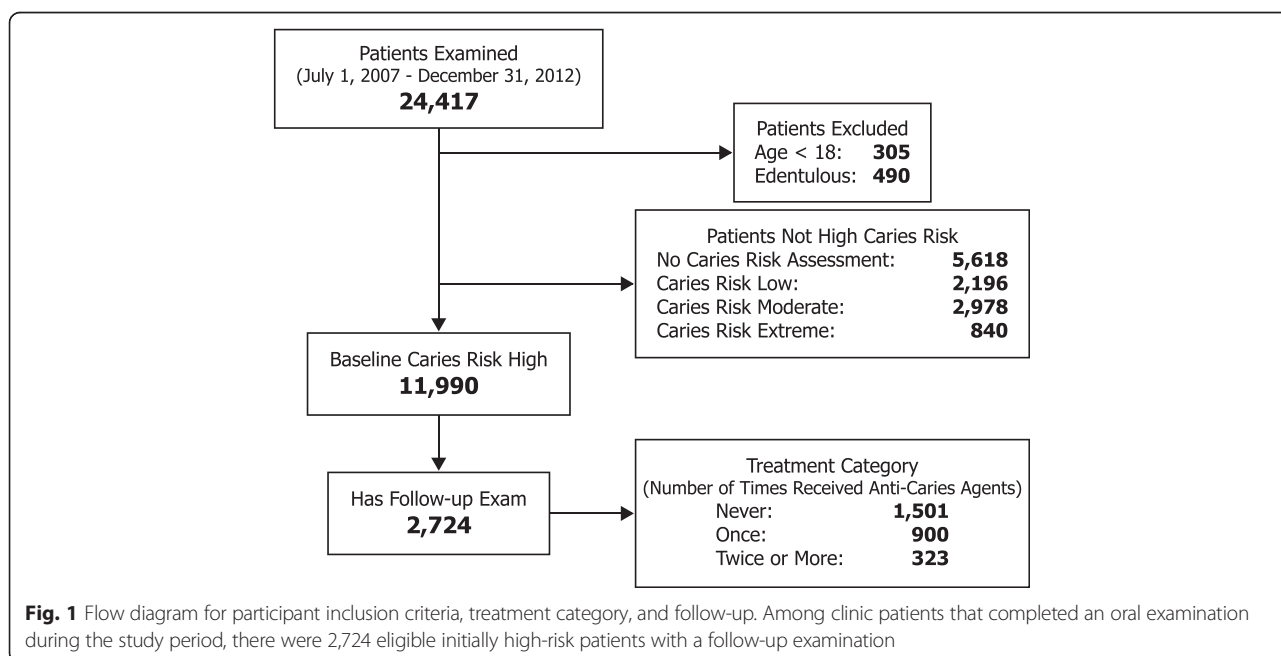 Patients Examined
(July 1, 2007 - December 31, 2012)
24,417
Patients Excluded
Age < 18: 305
Edentulous: 490
Patients Not High Caries Risk
No Caries Risk Assessment: 5,618
Caries Risk Low: 2,196
Caries Risk Moderate: 2,978
Caries Risk Extreme: 840
Baseline Caries Risk High
11,990
Has Follow-up Exam
2,724
Treatment Category
(Number of Times Received Anti-Caries Agents)
Never: 1,501
Once: 900
Twice or More: 323
Fig. 1 Flow diagram for participant inclusion criteria, treatment category, and follow-up. Among clinic patients that completed an oral examination
during the study period, there were 2,724 eligible initially high-risk patients with a follow-up examination